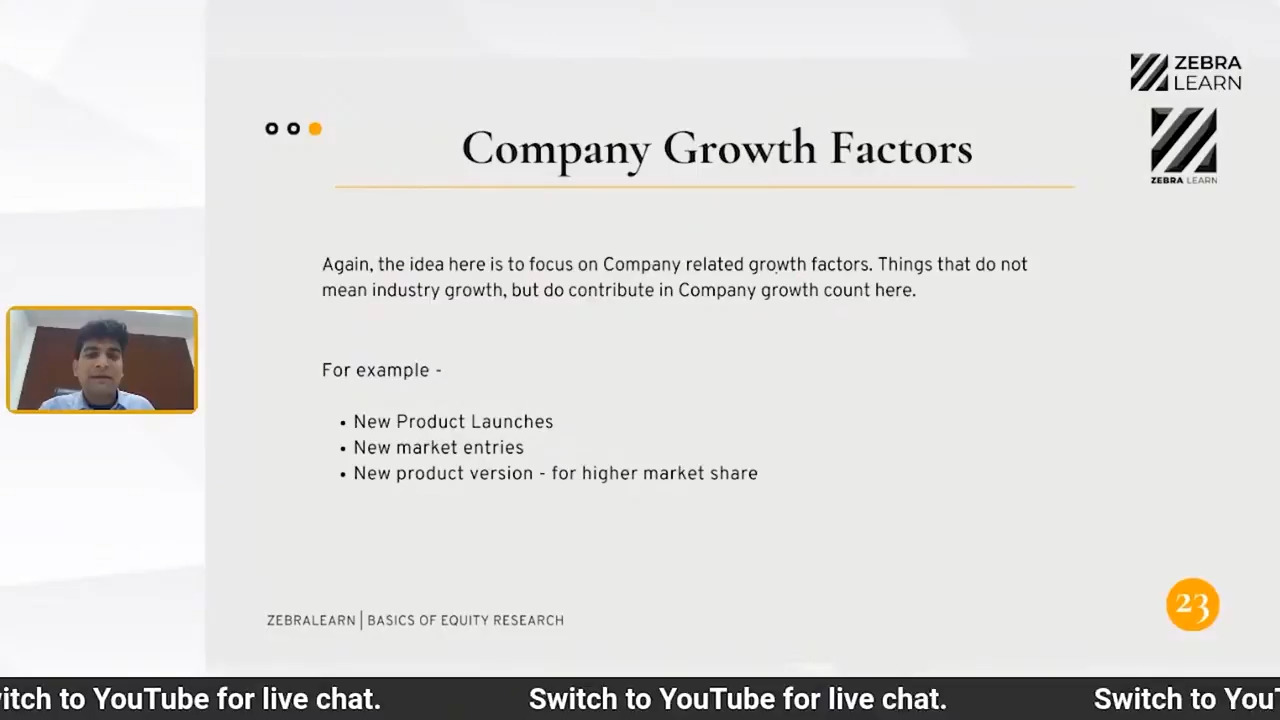 ZEBRA
LEARN
ZEBRA LEARN
Company Growth Factors
Again, the idea here is to focus on Company related growth factors. Things that do not
mean industry growth, but do contribute in Company growth count here.
For example -
• New Product Launches
• New market entries
• New product version - for higher market share
ZEBRALEARN | BASICS OF EQUITY RESEARCH
23
witch to YouTube for live chat. Switch to YouTube for live chat. Switch to YouT